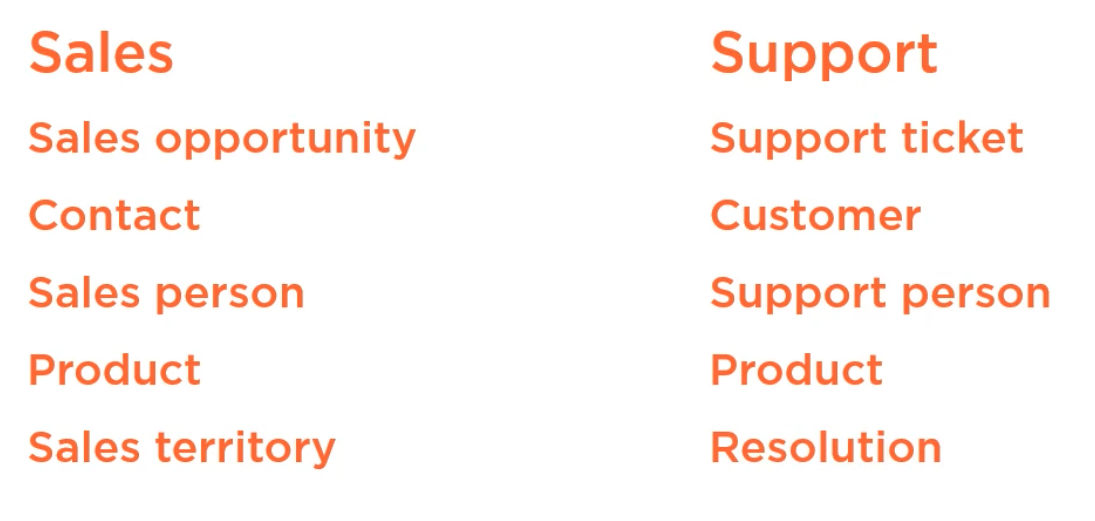 Sales
Sales opportunity
Contact
Sales person
Product
Sales territory
Support
Support ticket
Customer
Support person
Product
Resolution